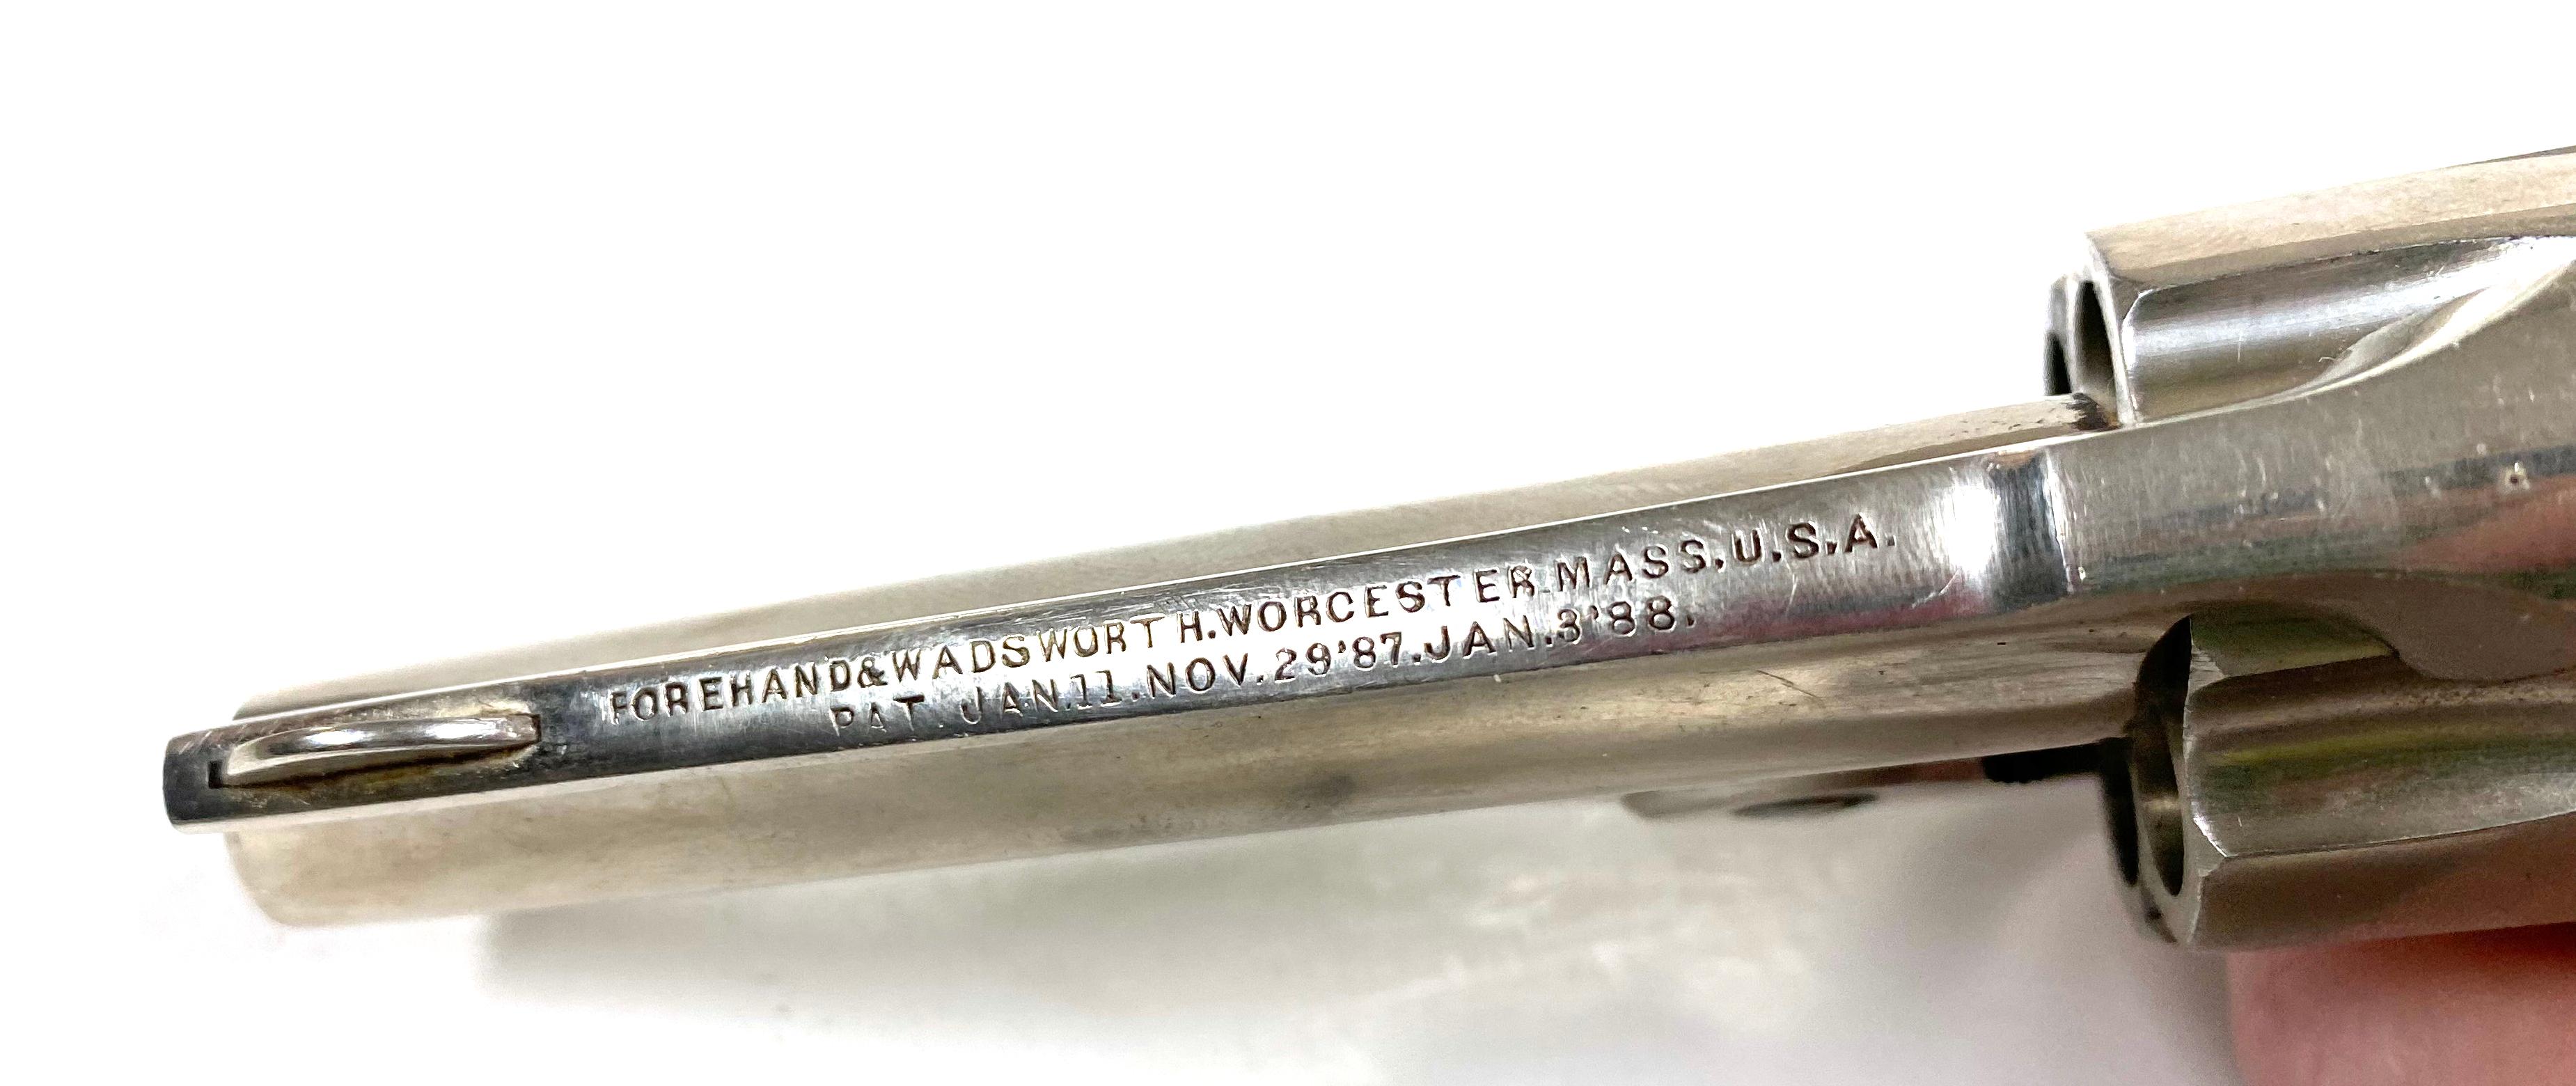 FOREHAND&WADSWORTH.WORCESTER.MASS.U.S.A.
PAT. JAN.11.NOV.29'87.JAN.3'88.